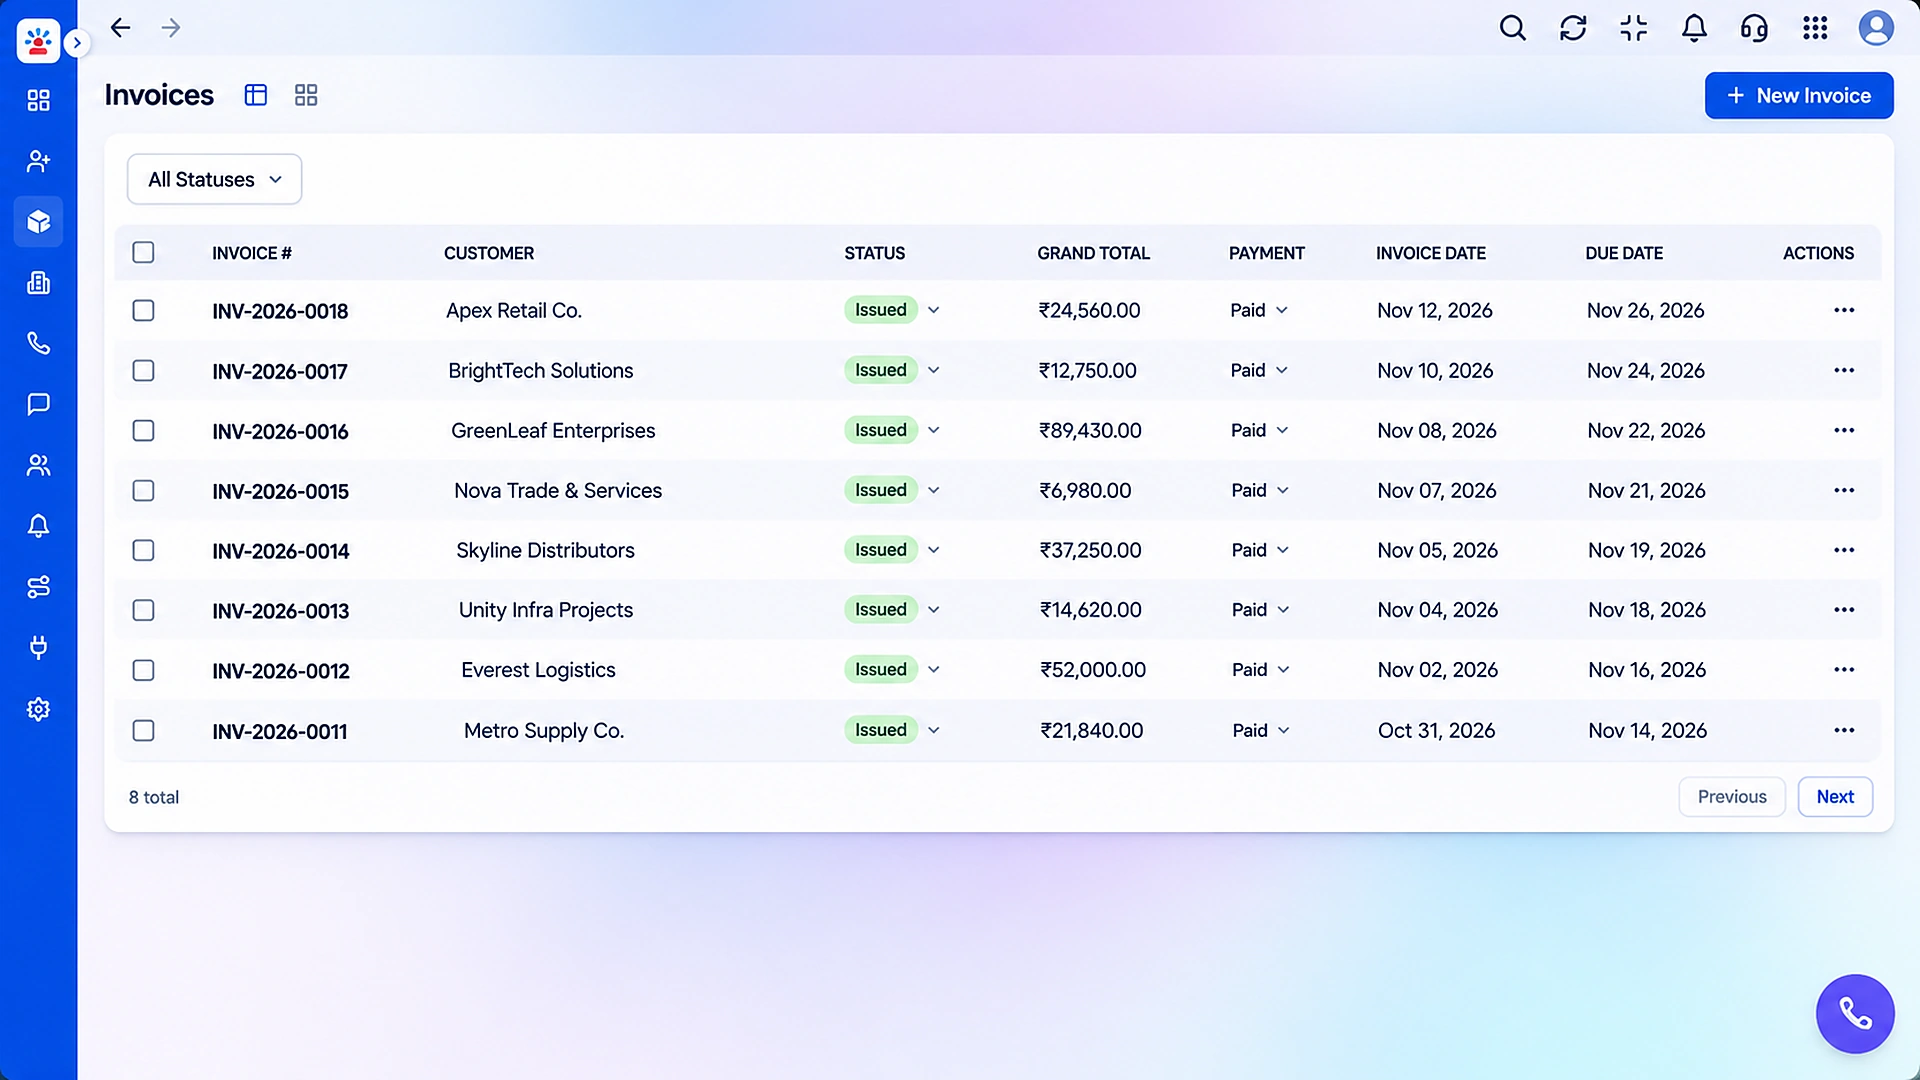 Invoices
+ New Invoice
All Statuses
INVOICE # CUSTOMER STATUS GRAND TOTAL PAYMENT INVOICE DATE DUE DATE ACTIONS
INV-2026-0018 Apex Retail Co. Issued ₹24,560.00 Paid Nov 12, 2026 Nov 26, 2026
INV-2026-0017 BrightTech Solutions Issued ₹12,750.00 Paid Nov 10, 2026 Nov 24, 2026
INV-2026-0016 GreenLeaf Enterprises Issued ₹89,430.00 Paid Nov 08, 2026 Nov 22, 2026
INV-2026-0015 Nova Trade & Services Issued ₹6,980.00 Paid Nov 07, 2026 Nov 21, 2026
INV-2026-0014 Skyline Distributors Issued ₹37,250.00 Paid Nov 05, 2026 Nov 19, 2026
INV-2026-0013 Unity Infra Projects Issued ₹14,620.00 Paid Nov 04, 2026 Nov 18, 2026
INV-2026-0012 Everest Logistics Issued ₹52,000.00 Paid Nov 02, 2026 Nov 16, 2026
INV-2026-0011 Metro Supply Co. Issued ₹21,840.00 Paid Oct 31, 2026 Nov 14, 2026
8 total
Previous Next